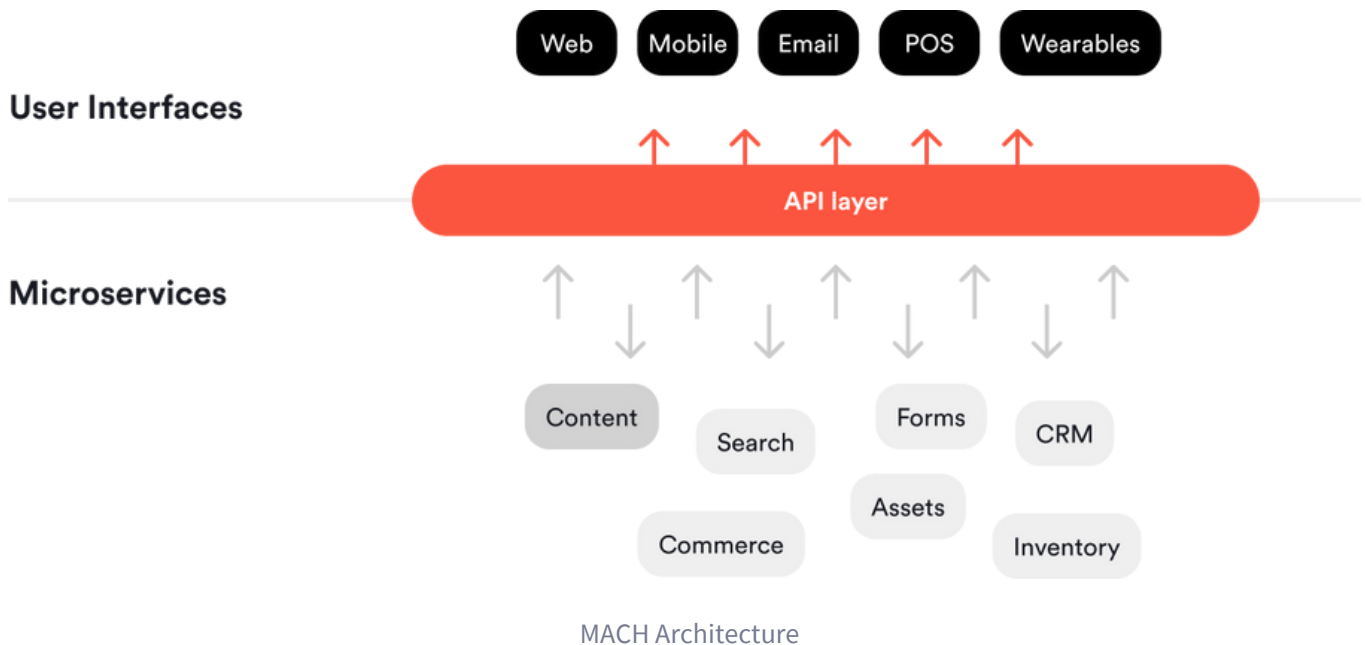 Web Mobile Email POS Wearables
User Interfaces
API layer
Microservices
Content Forms
Search CRM
Assets
Commerce Inventory
MACH Architecture